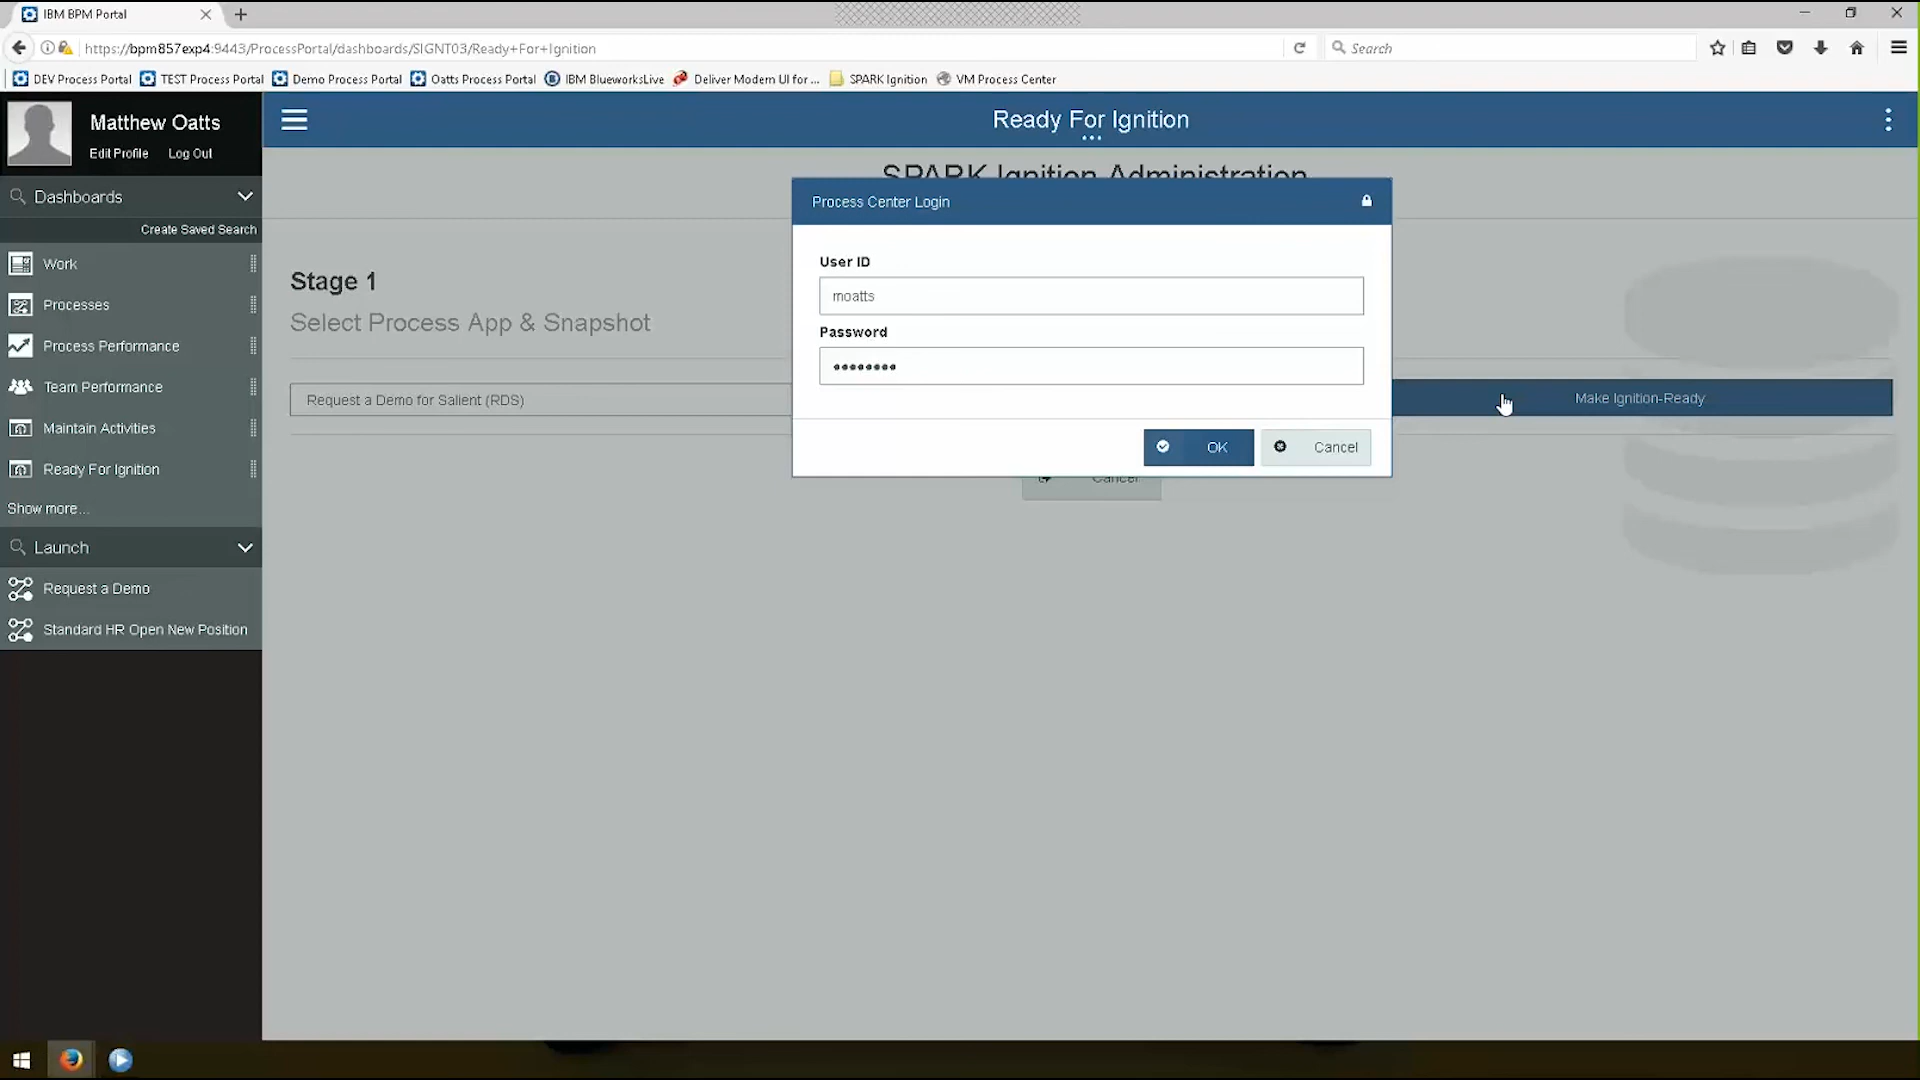 IBM BPM Portal
https://bpm857exp4:9443/ProcessPortal/dashboards/SIGNT03/Ready+For+Ignition
Search
DEV Process Portal
TEST Process Portal
Demo Process Portal
Oatts Process Portal
IBM BlueworksLive
Deliver Modern UI for ...
SPARK Ignition
VM Process Center
Matthew Oatts
Edit Profile
Log Out
Dashboards
Create Saved Search
Work
Processes
Process Performance
Team Performance
Maintain Activities
Ready For Ignition
Show more...
Launch
Request a Demo
Standard HR Open New Position
Ready For Ignition
SPARK Ignition Administration
Stage 1
Select Process App & Snapshot
Request a Demo for Salient (RDS)
Make Ignition-Ready
Cancel
Process Center Login
User ID
moatts
Password
••••••••
OK
Cancel